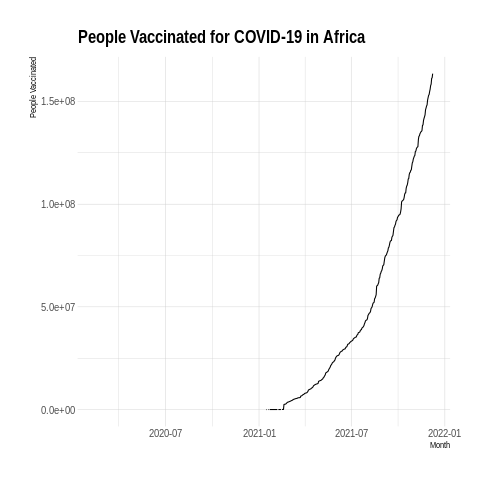 People Vaccinated for COVID-19 in Africa
People Vaccinated
1.5e+08
1.0e+08
5.0e+07
0.0e+00
2020-07
2021-01
2021-07
2022-01
Month